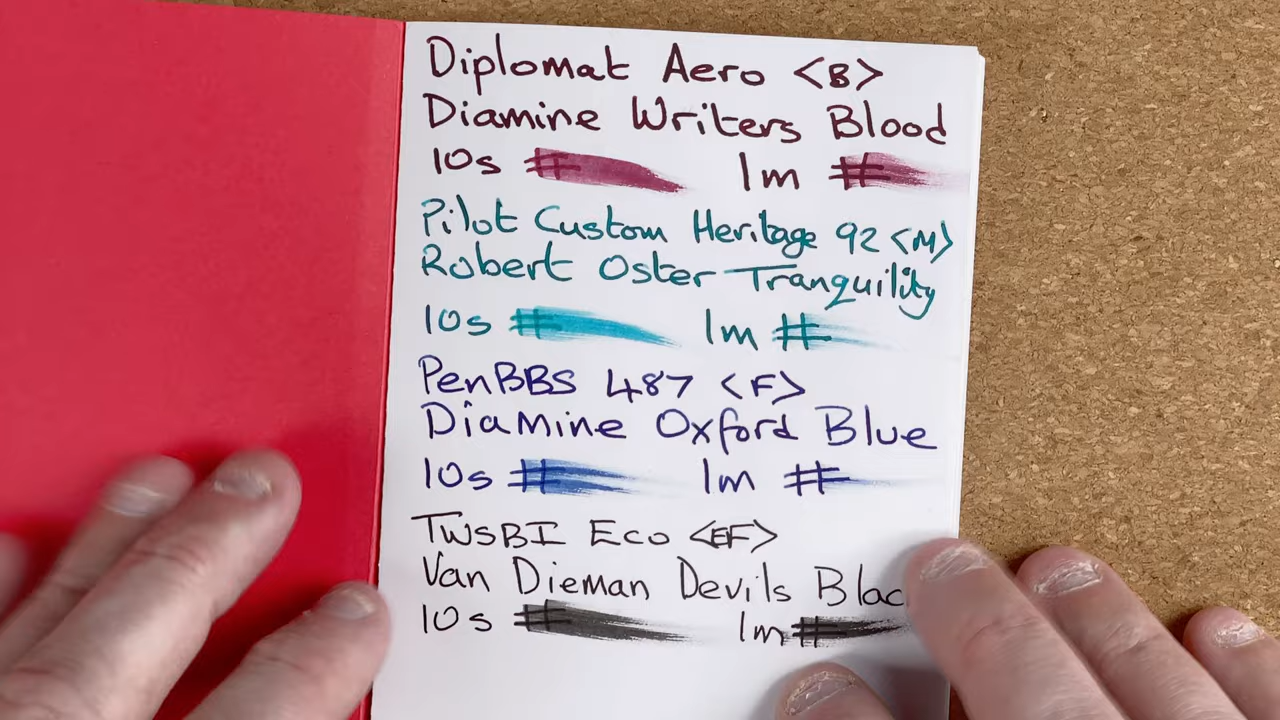 Diplomat Aero <B>
Diamine Writers Blood
10s # 1m #
Pilot Custom Heritage 92 <M>
Robert Oster Tranquility
10s # 1m #
PenBBS 487 <F>
Diamine Oxford Blue
10s # 1m #
TWSBI Eco <EF>
Van Dieman Devils Blac
10s # 1m #